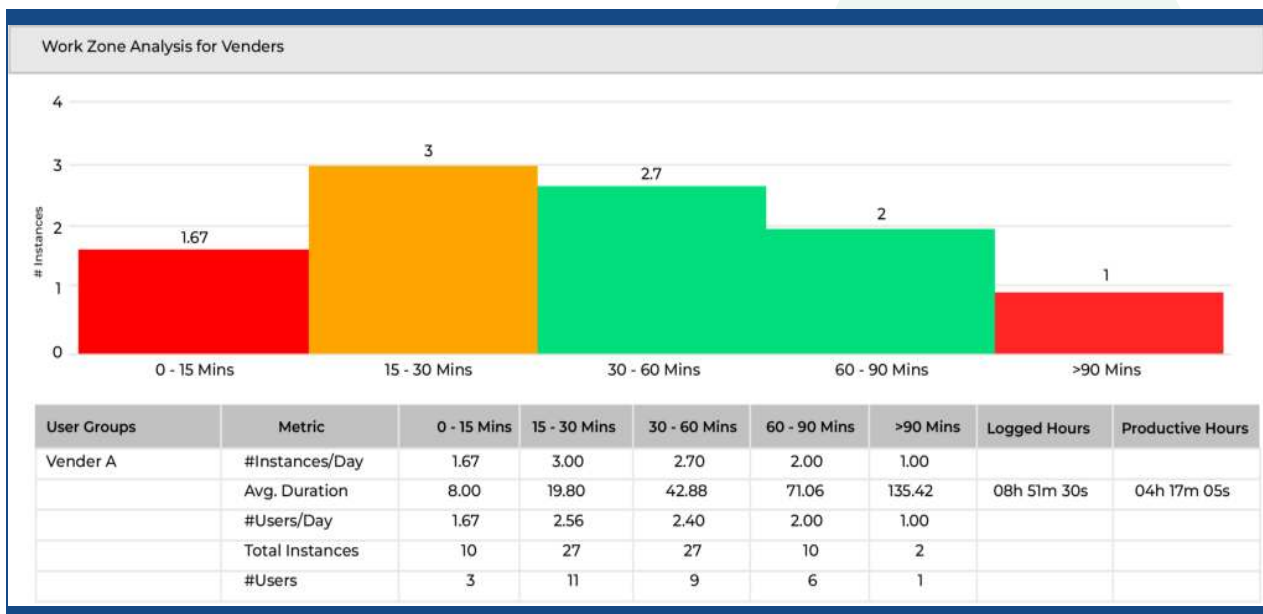 Work Zone Analysis for Venders
4
3
2
1
0
# Instances
1.67
3
2.7
2
1
0 - 15 Mins 15 - 30 Mins 30 - 60 Mins 60 - 90 Mins >90 Mins
User Groups Metric 0 - 15 Mins 15 - 30 Mins 30 - 60 Mins 60 - 90 Mins >90 Mins Logged Hours Productive Hours
Vender A #Instances/Day 1.67 3.00 2.70 2.00 1.00
Avg. Duration 8.00 19.80 42.88 71.06 135.42 08h 51m 30s 04h 17m 05s
#Users/Day 1.67 2.56 2.40 2.00 1.00
Total Instances 10 27 27 10 2
#Users 3 11 9 6 1